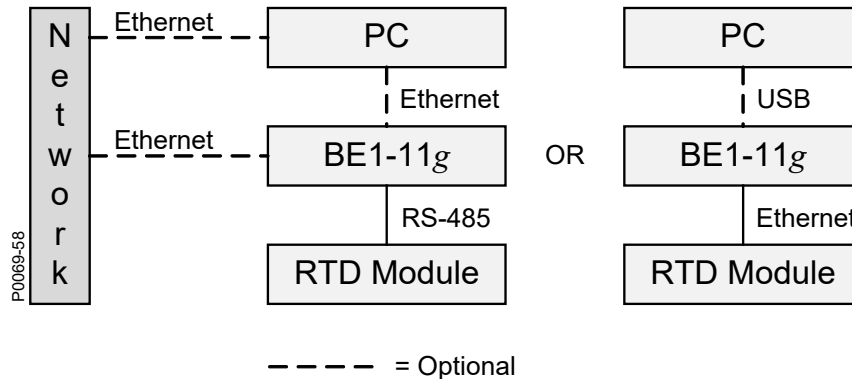 Network
Ethernet
PC
PC
Ethernet
USB
Ethernet
BE1-11g
OR
BE1-11g
RS-485
Ethernet
RTD Module
RTD Module
P0069-58
= Optional